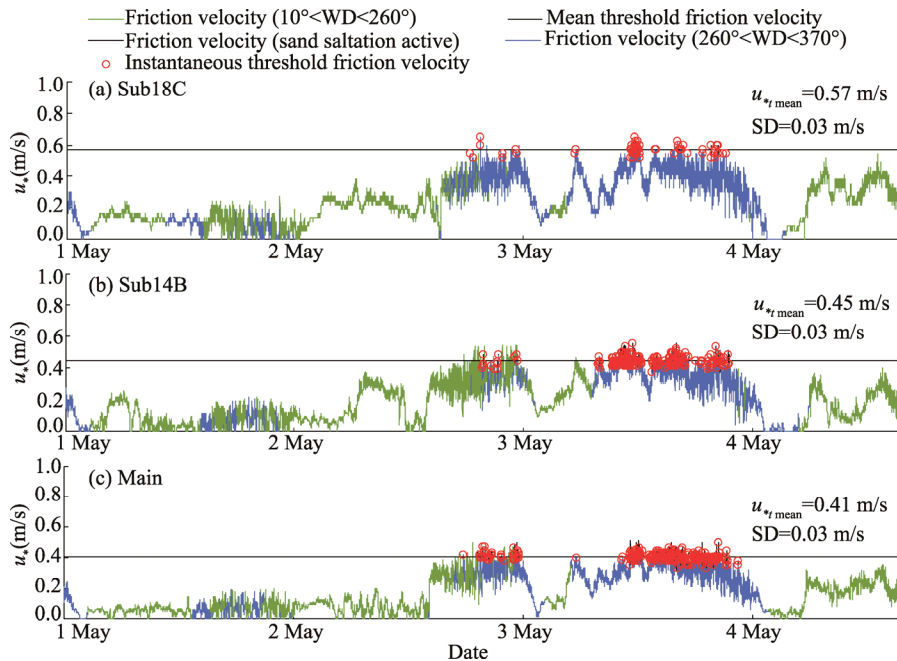 Friction velocity (10°<WD<260°) Mean threshold friction velocity
Friction velocity (sand saltation active) Friction velocity (260°<WD<370°)
Instantaneous threshold friction velocity
1.0 (a) Sub18C
u*t mean=0.57 m/s
0.8
SD=0.03 m/s
0.6
u*(m/s)
0.4
0.2
0.0
1 May 2 May 3 May 4 May
1.0 (b) Sub14B
u*t mean=0.45 m/s
0.8
SD=0.03 m/s
0.6
u*(m/s)
0.4
0.2
0.0
1 May 2 May 3 May 4 May
1.0 (c) Main
u*t mean=0.41 m/s
0.8
SD=0.03 m/s
0.6
u*(m/s)
0.4
0.2
0.0
1 May 2 May 3 May 4 May
Date